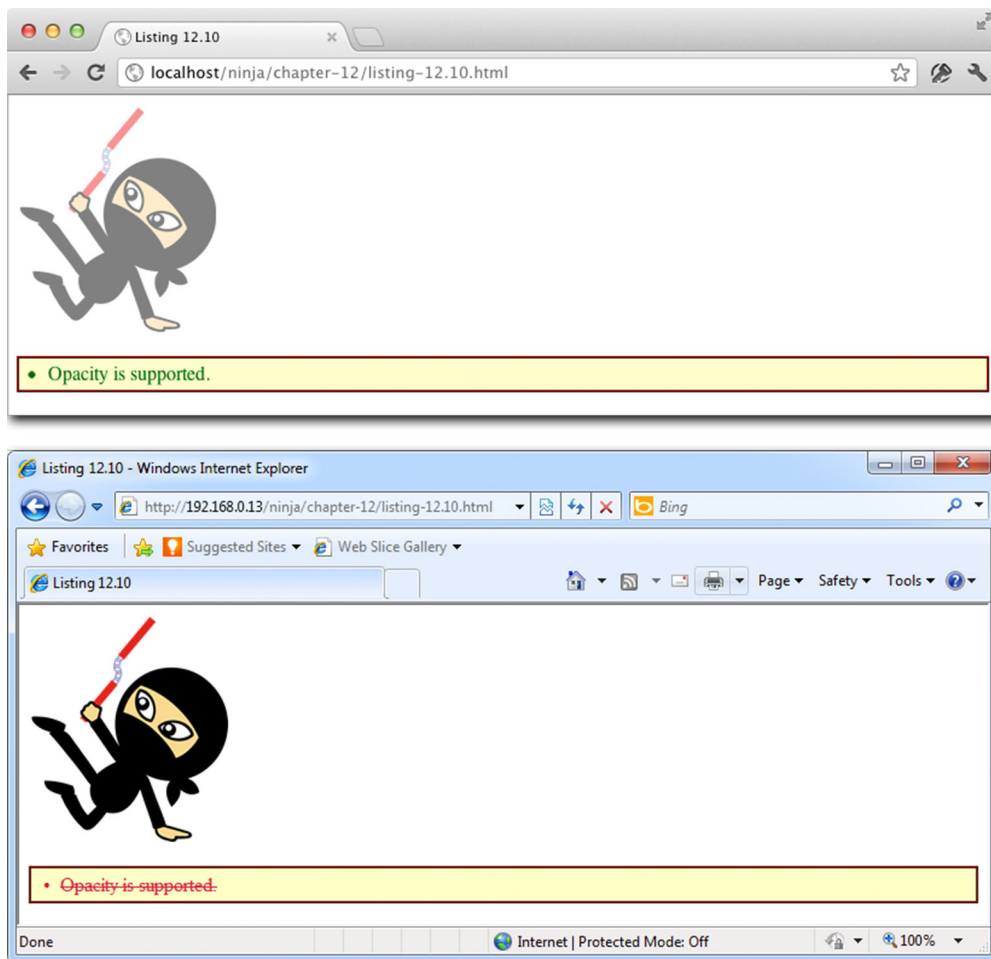 Listing 12.10
localhost/ninja/chapter-12/listing-12.10.html
• Opacity is supported.
Listing 12.10 - Windows Internet Explorer
http://192.168.0.13/ninja/chapter-12/listing-12.10.html
Bing
Favorites Suggested Sites Web Slice Gallery
Listing 12.10 Page Safety Tools
• Opacity is supported.
Done Internet | Protected Mode: Off 100%